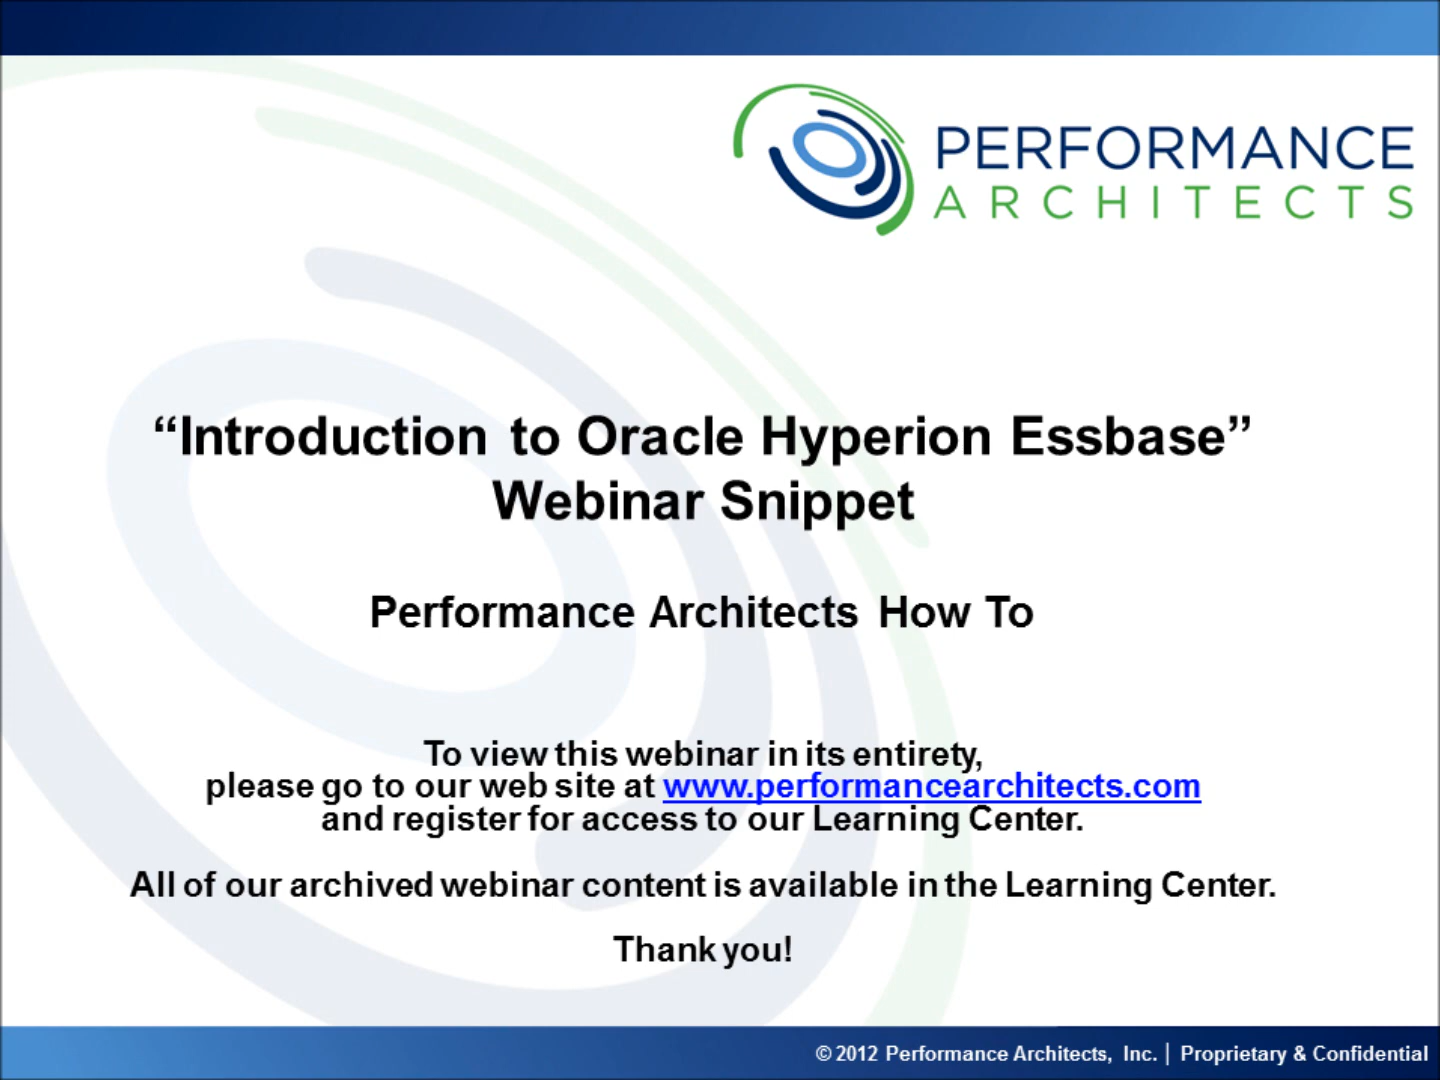 PERFORMANCE
ARCHITECTS
“Introduction to Oracle Hyperion Essbase”
Webinar Snippet
Performance Architects How To
To view this webinar in its entirety,
please go to our web site at www.performancearchitects.com
and register for access to our Learning Center.
All of our archived webinar content is available in the Learning Center.
Thank you!
© 2012 Performance Architects, Inc. | Proprietary & Confidential